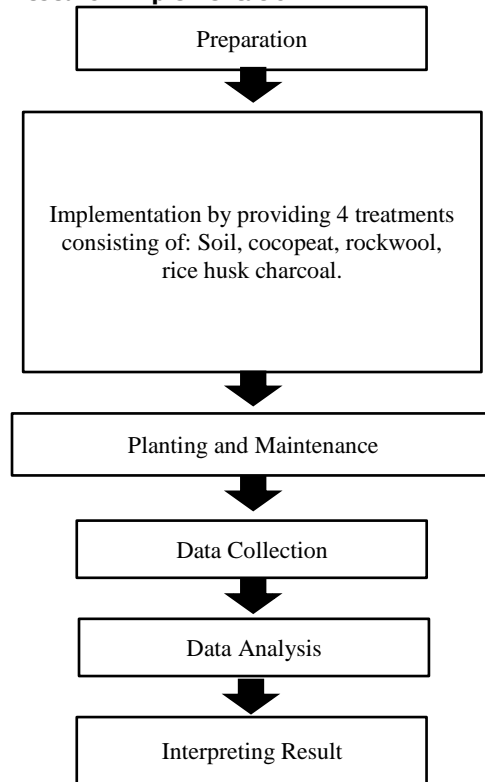 Preparation
Implementation by providing 4 treatments
consisting of: Soil, cocopeat, rockwool,
rice husk charcoal.
Planting and Maintenance
Data Collection
Data Analysis
Interpreting Result